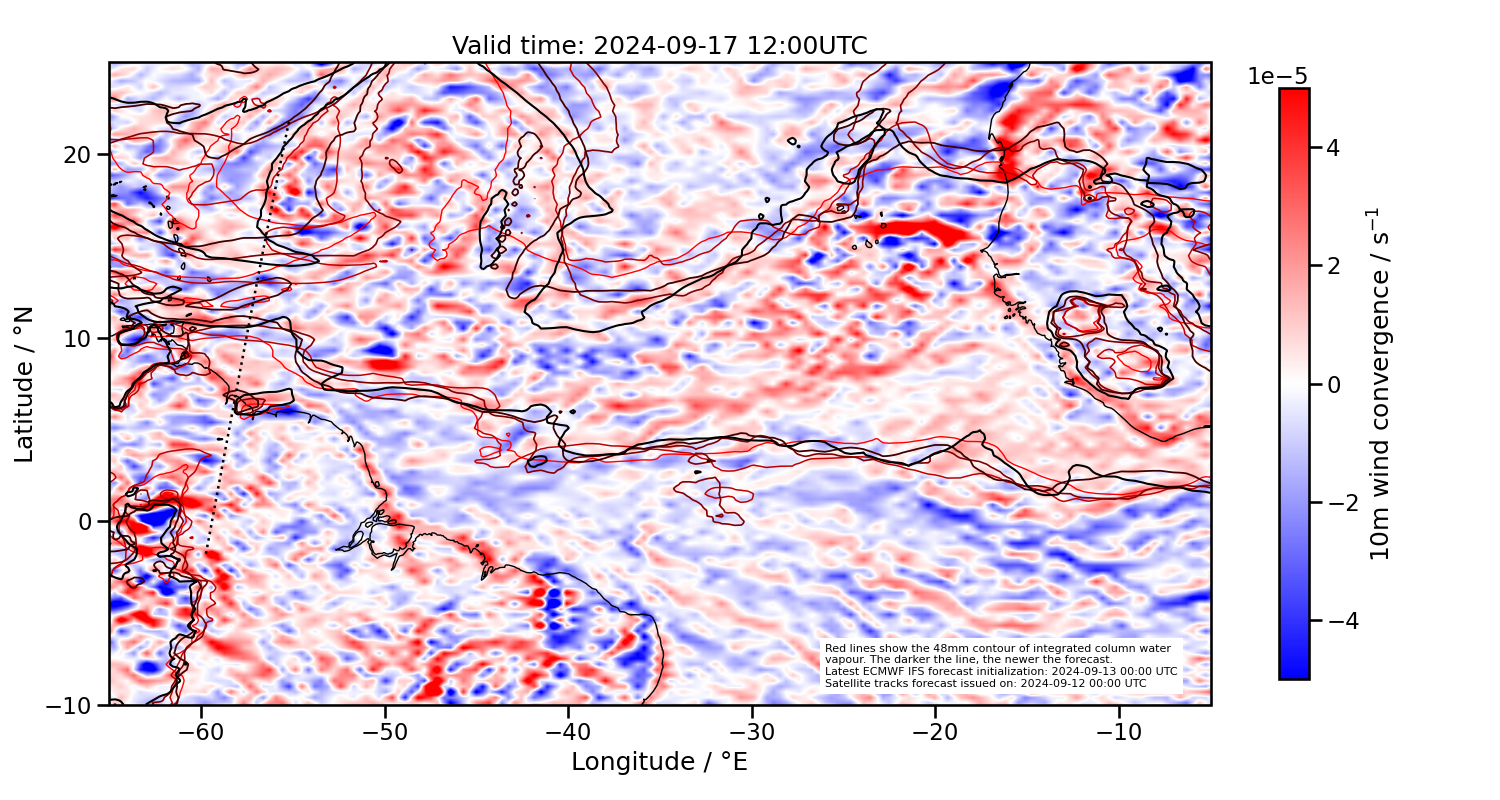 Valid time: 2024-09-17 12:00UTC
1e−5
20
10
0
−10
−60
−50
−40
−30
−20
−10
Latitude / °N
Longitude / °E
4
2
0
−2
−4
10m wind convergence / s⁻¹
Red lines show the 48mm contour of integrated column water
vapour. The darker the line, the newer the forecast.
Latest ECMWF IFS forecast initialization: 2024-09-13 00:00 UTC
Satellite tracks forecast issued on: 2024-09-12 00:00 UTC